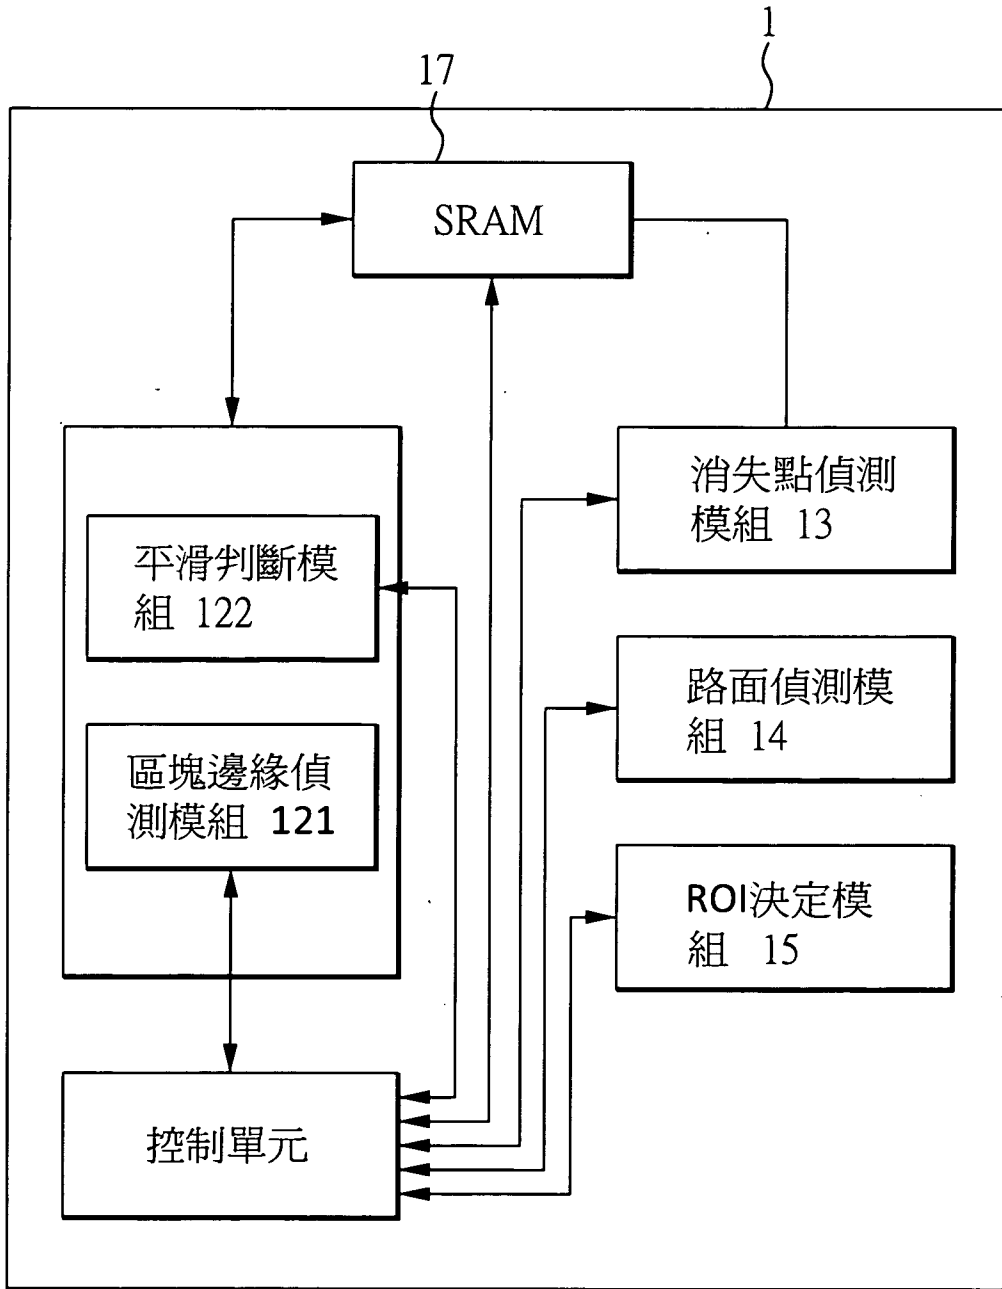 1
17
SRAM
消失點偵測
模組 13
平滑判斷模
組 122
路面偵測模
組 14
區塊邊緣偵
測模組 121
ROI決定模
組 15
控制單元